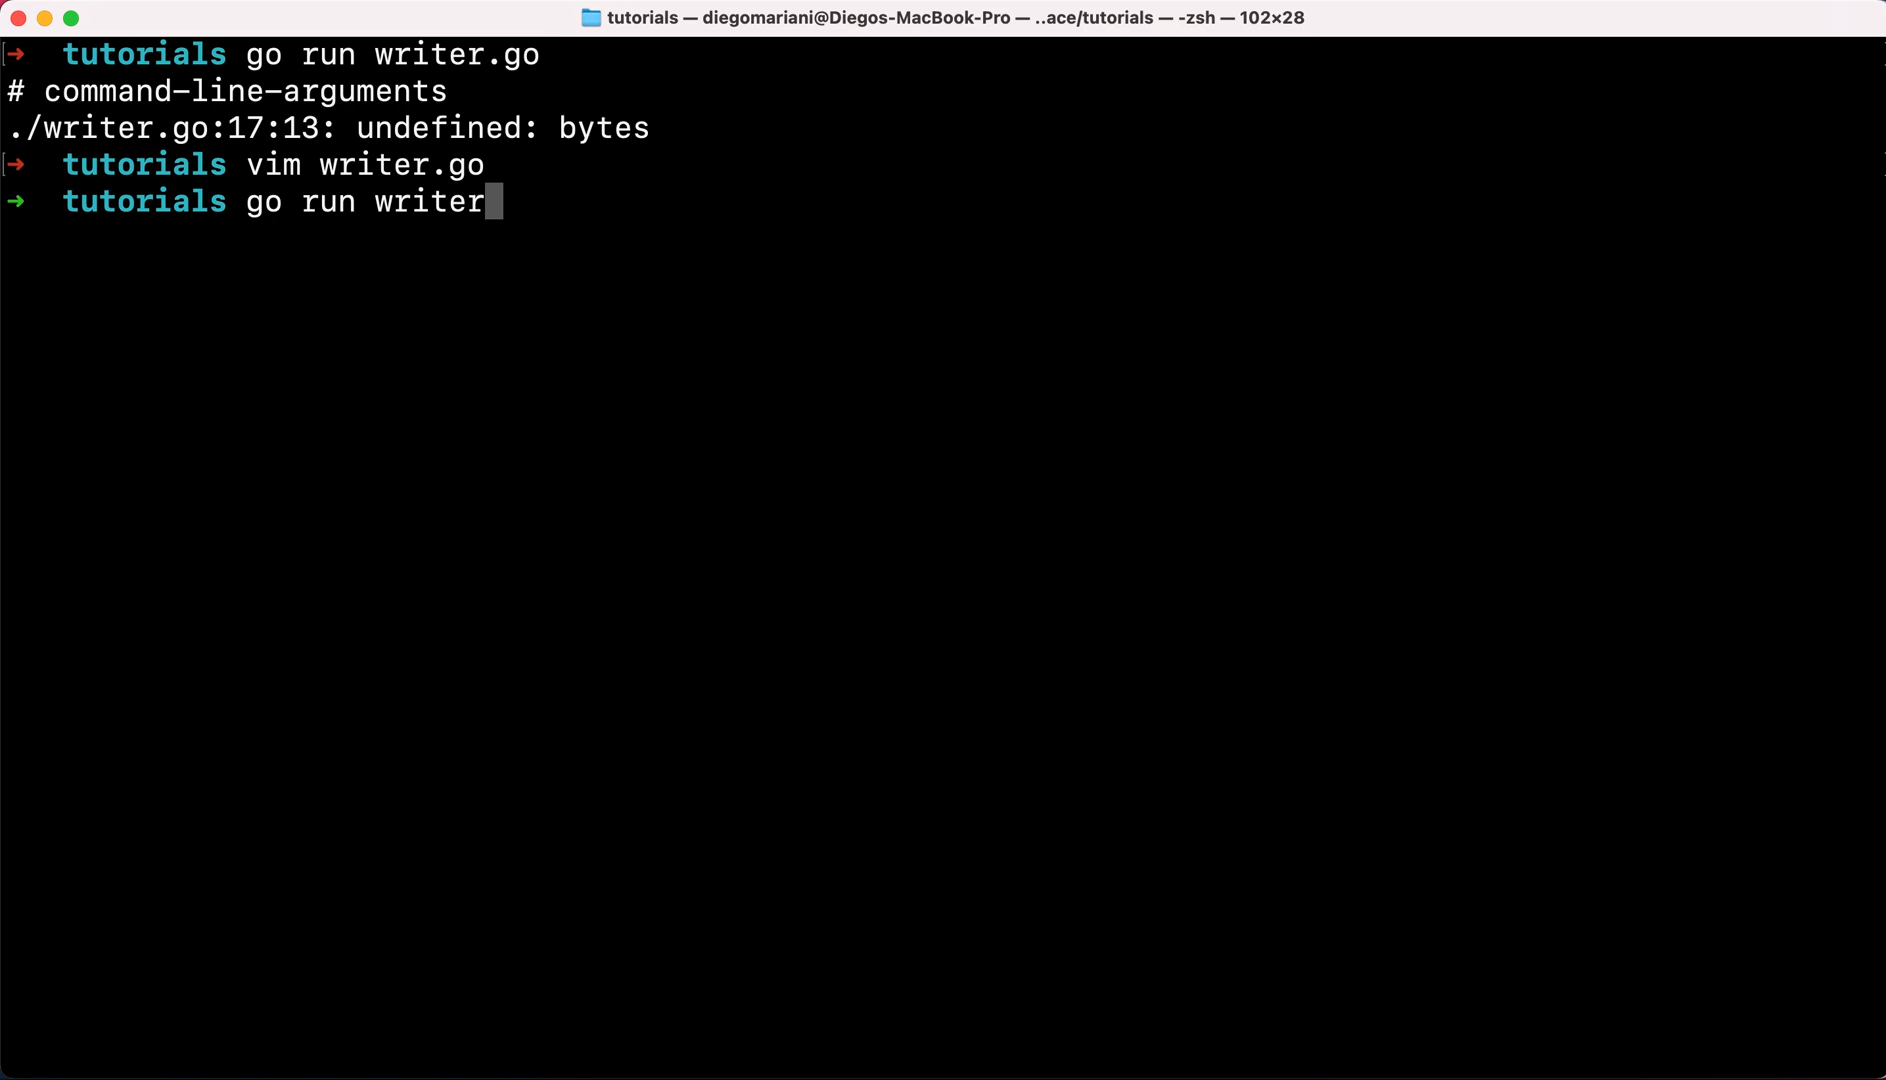 tutorials — diegomariani@Diegos-MacBook-Pro — ..ace/tutorials — -zsh — 102×28
[→ tutorials go run writer.go
# command-line-arguments
./writer.go:17:13: undefined: bytes
[→ tutorials vim writer.go
→ tutorials go run writer